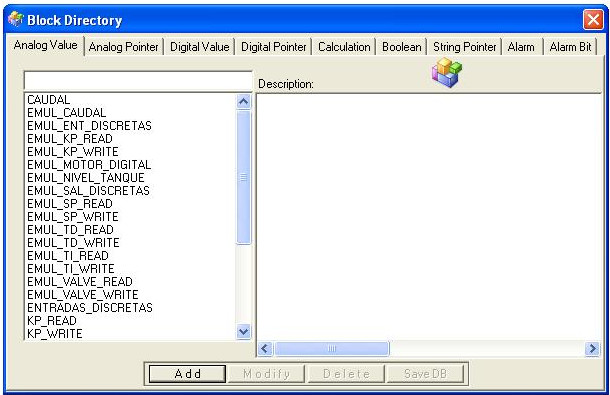 Block Directory
Analog Value Analog Pointer Digital Value Digital Pointer Calculation Boolean String Pointer Alarm Alarm Bit
Description:
CAUDAL
EMUL_CAUDAL
EMUL_ENT_DISCRETAS
EMUL_KP_READ
EMUL_KP_WRITE
EMUL_MOTOR_DIGITAL
EMUL_NIVEL_TANQUE
EMUL_SAL_DISCRETAS
EMUL_SP_READ
EMUL_SP_WRITE
EMUL_TD_READ
EMUL_TD_WRITE
EMUL_TI_READ
EMUL_TI_WRITE
EMUL_VALVE_READ
EMUL_VALVE_WRITE
ENTRADAS_DISCRETAS
KP_READ
KP_WRITE
Add Modify Delete SaveDB